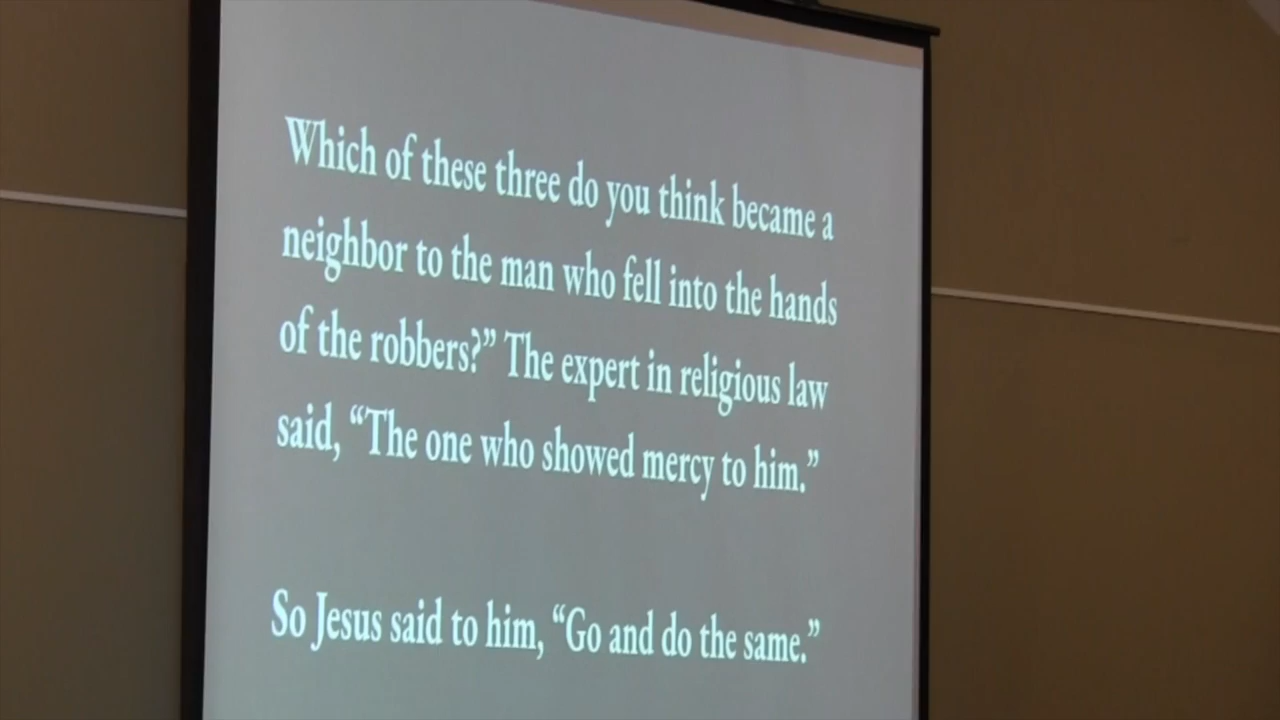 Which of these three do you think became a
neighbor to the man who fell into the hands
of the robbers?” The expert in religious law
said, “The one who showed mercy to him.”
So Jesus said to him, “Go and do the same.”